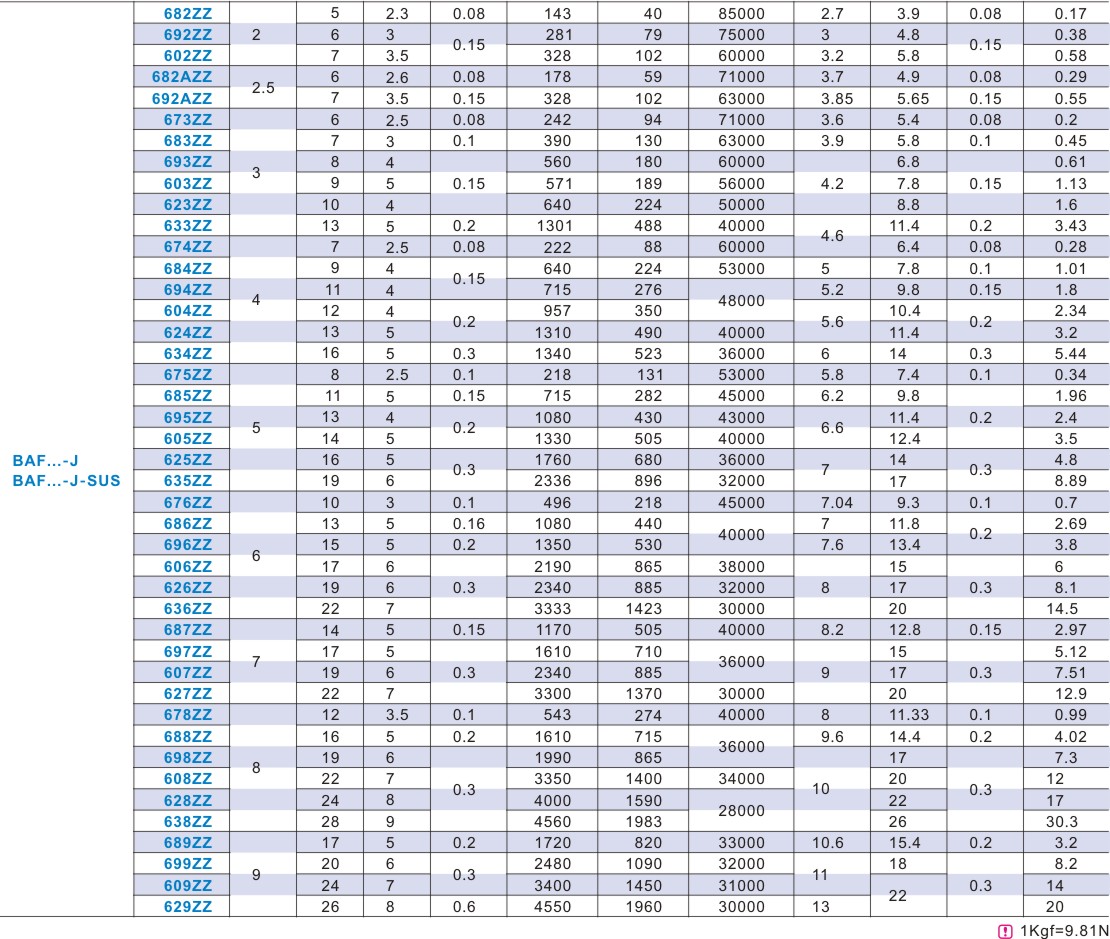 682ZZ 5 2.3 0.08 143 40 85000 2.7 3.9 0.08 0.17
692ZZ 2 6 3 0.15 281 79 75000 3 4.8 0.15 0.38
602ZZ 7 3.5 328 102 60000 3.2 5.8 0.58
682AZZ 2.5 6 2.6 0.08 178 59 71000 3.7 4.9 0.08 0.29
692AZZ 7 3.5 0.15 328 102 63000 3.85 5.65 0.15 0.55
673ZZ 6 2.5 0.08 242 94 71000 3.6 5.4 0.08 0.2
683ZZ 7 3 0.1 390 130 63000 3.9 5.8 0.1 0.45
693ZZ 3 8 4 560 180 60000 6.8 0.61
603ZZ 9 5 0.15 571 189 56000 4.2 7.8 0.15 1.13
623ZZ 10 4 640 224 50000 8.8 1.6
633ZZ 13 5 0.2 1301 488 40000 4.6 11.4 0.2 3.43
674ZZ 7 2.5 0.08 222 88 60000 6.4 0.08 0.28
684ZZ 9 4 0.15 640 224 53000 5 7.8 0.1 1.01
694ZZ 4 11 4 715 276 48000 5.2 9.8 0.15 1.8
604ZZ 12 4 0.2 957 350 5.6 10.4 0.2 2.34
624ZZ 13 5 1310 490 40000 11.4 3.2
634ZZ 16 5 0.3 1340 523 36000 6 14 0.3 5.44
675ZZ 8 2.5 0.1 218 131 53000 5.8 7.4 0.1 0.34
685ZZ 11 5 0.15 715 282 45000 6.2 9.8 1.96
695ZZ 5 13 4 0.2 1080 430 43000 6.6 11.4 0.2 2.4
605ZZ 14 5 1330 505 40000 12.4 3.5
BAF...-J 625ZZ 16 5 0.3 1760 680 36000 7 14 0.3 4.8
BAF...-J-SUS 635ZZ 19 6 2336 896 32000 17 8.89
676ZZ 10 3 0.1 496 218 45000 7.04 9.3 0.1 0.7
686ZZ 13 5 0.16 1080 440 40000 7 11.8 0.2 2.69
696ZZ 6 15 5 0.2 1350 530 7.6 13.4 3.8
606ZZ 17 6 2190 865 38000 15 6
626ZZ 19 6 0.3 2340 885 32000 8 17 0.3 8.1
636ZZ 22 7 3333 1423 30000 20 14.5
687ZZ 14 5 0.15 1170 505 40000 8.2 12.8 0.15 2.97
697ZZ 7 17 5 1610 710 36000 15 5.12
607ZZ 19 6 0.3 2340 885 9 17 0.3 7.51
627ZZ 22 7 3300 1370 30000 20 12.9
678ZZ 12 3.5 0.1 543 274 40000 8 11.33 0.1 0.99
688ZZ 16 5 0.2 1610 715 36000 9.6 14.4 0.2 4.02
698ZZ 8 19 6 1990 865 17 7.3
608ZZ 22 7 0.3 3350 1400 34000 10 20 0.3 12
628ZZ 24 8 4000 1590 28000 22 17
638ZZ 28 9 4560 1983 26 30.3
689ZZ 17 5 0.2 1720 820 33000 10.6 15.4 0.2 3.2
699ZZ 9 20 6 0.3 2480 1090 32000 11 18 8.2
609ZZ 24 7 3400 1450 31000 22 0.3 14
629ZZ 26 8 0.6 4550 1960 30000 13 20
! 1Kgf=9.81N